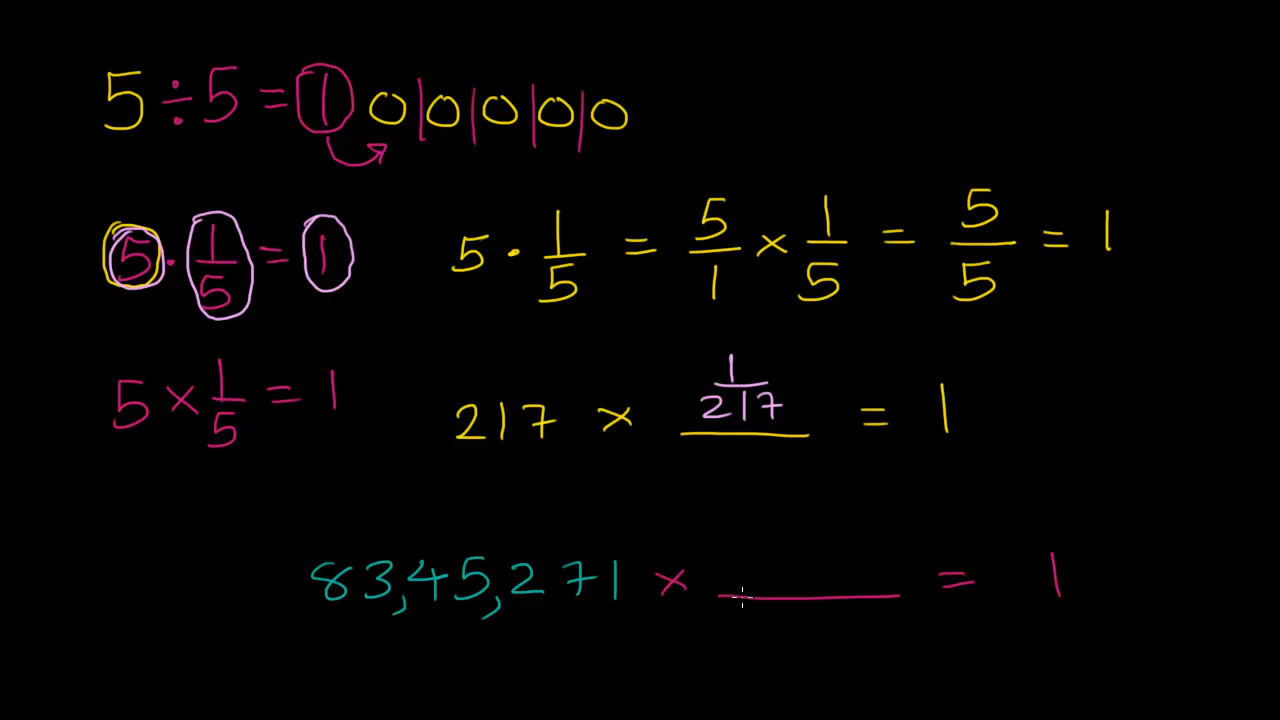 5 ÷ 5 = 1 0|0|0|0|0
5 · 1/5 = 1
5 · 1/5 = 5/1 × 1/5 = 5/5 = 1
5 × 1/5 = 1
217 × 1/217 = 1
83,45,271 × ____ = 1